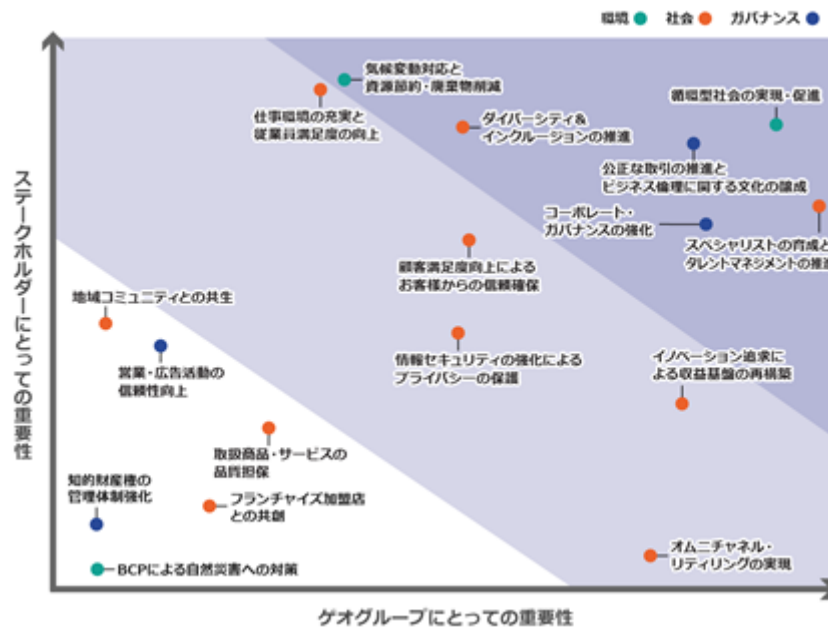 環境 社会 ガバナンス
気候変動対応と
資源節約・廃棄物削減
仕事環境の充実と
従業員満足度の向上
ダイバーシティ＆
インクルージョンの推進
循環型社会の実現・促進
公正な取引の推進と
ビジネス倫理に関する文化の醸成
コーポレート・
ガバナンスの強化
スペシャリストの育成と
タレントマネジメントの推進
顧客満足度向上による
お客様からの信頼確保
地域コミュニティとの共生
営業・広告活動の
信頼性向上
情報セキュリティの強化による
プライバシーの保護
イノベーション追求に
よる収益基盤の再構築
取扱商品・サービスの
品質担保
知的財産権の
管理体制強化
フランチャイズ加盟店
との共創
BCPによる自然災害への対策
オムニチャネル・
リティリングの実現
ステークホルダーにとっての重要性
ゲオグループにとっての重要性